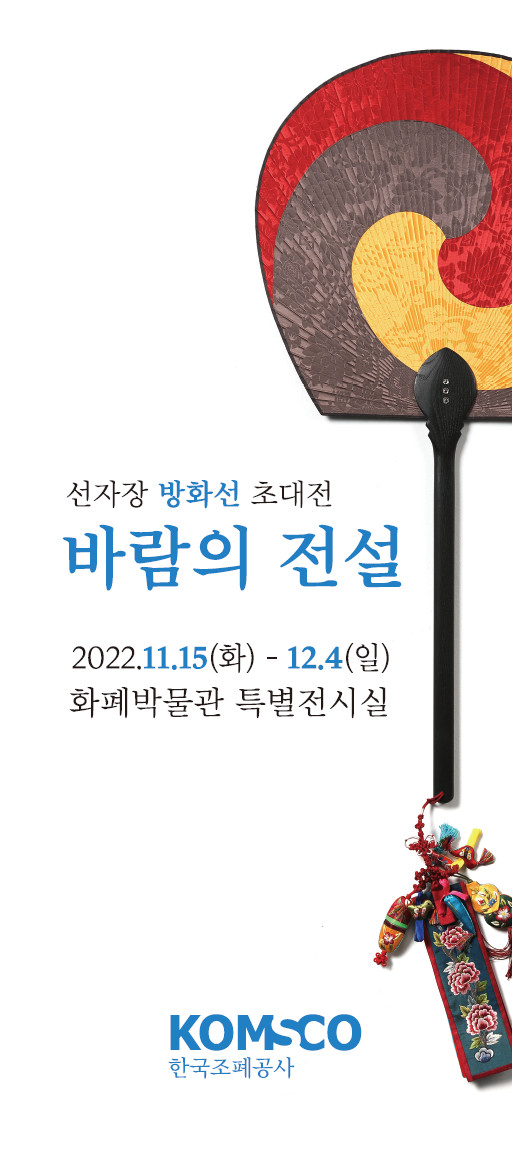 선자장 방화선 초대전
바람의 전설
2022.11.15(화) - 12.4(일)
화폐박물관 특별전시실
KOMSCO
한국조폐공사